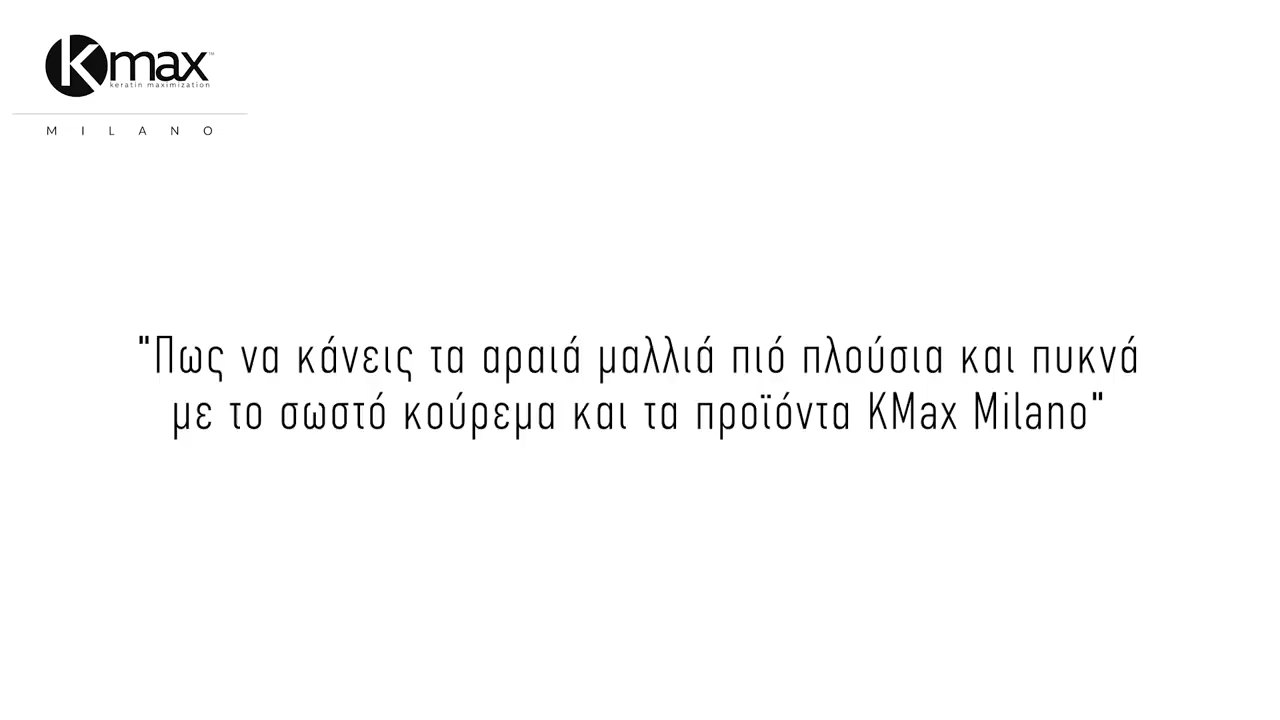 Kmax™
keratin maximization
MILANO
"Πως να κάνεις τα αραιά μαλλιά πιό πλούσια και πυκνά
με το σωστό κούρεμα και τα προϊόντα KMax Milano"